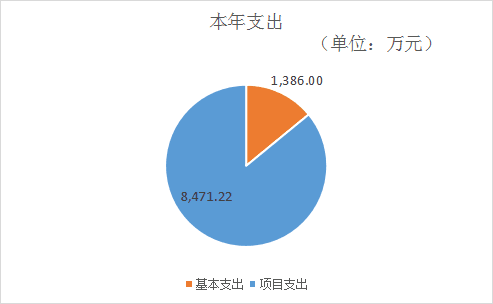 本年支出
（单位：万元）
1,386.00
8,471.22
基本支出 项目支出